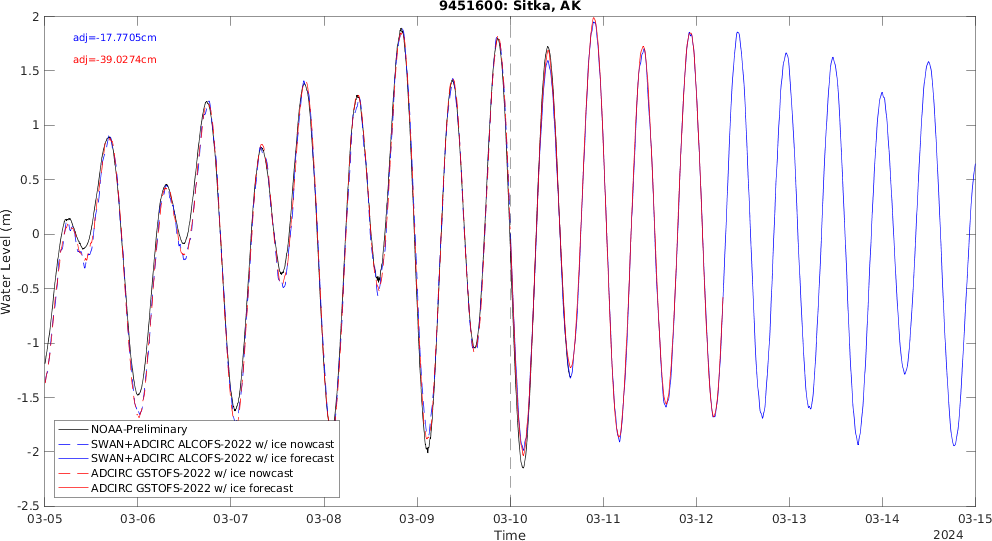 9451600: Sitka, AK
adj=-17.7705cm
adj=-39.0274cm
2
1.5
1
0.5
0
-0.5
-1
-1.5
-2
-2.5
Water Level (m)
NOAA-Preliminary
SWAN+ADCIRC ALCOFS-2022 w/ ice nowcast
SWAN+ADCIRC ALCOFS-2022 w/ ice forecast
ADCIRC GSTOFS-2022 w/ ice nowcast
ADCIRC GSTOFS-2022 w/ ice forecast
03-05 03-06 03-07 03-08 03-09 03-10 03-11 03-12 03-13 03-14 03-15
Time
2024